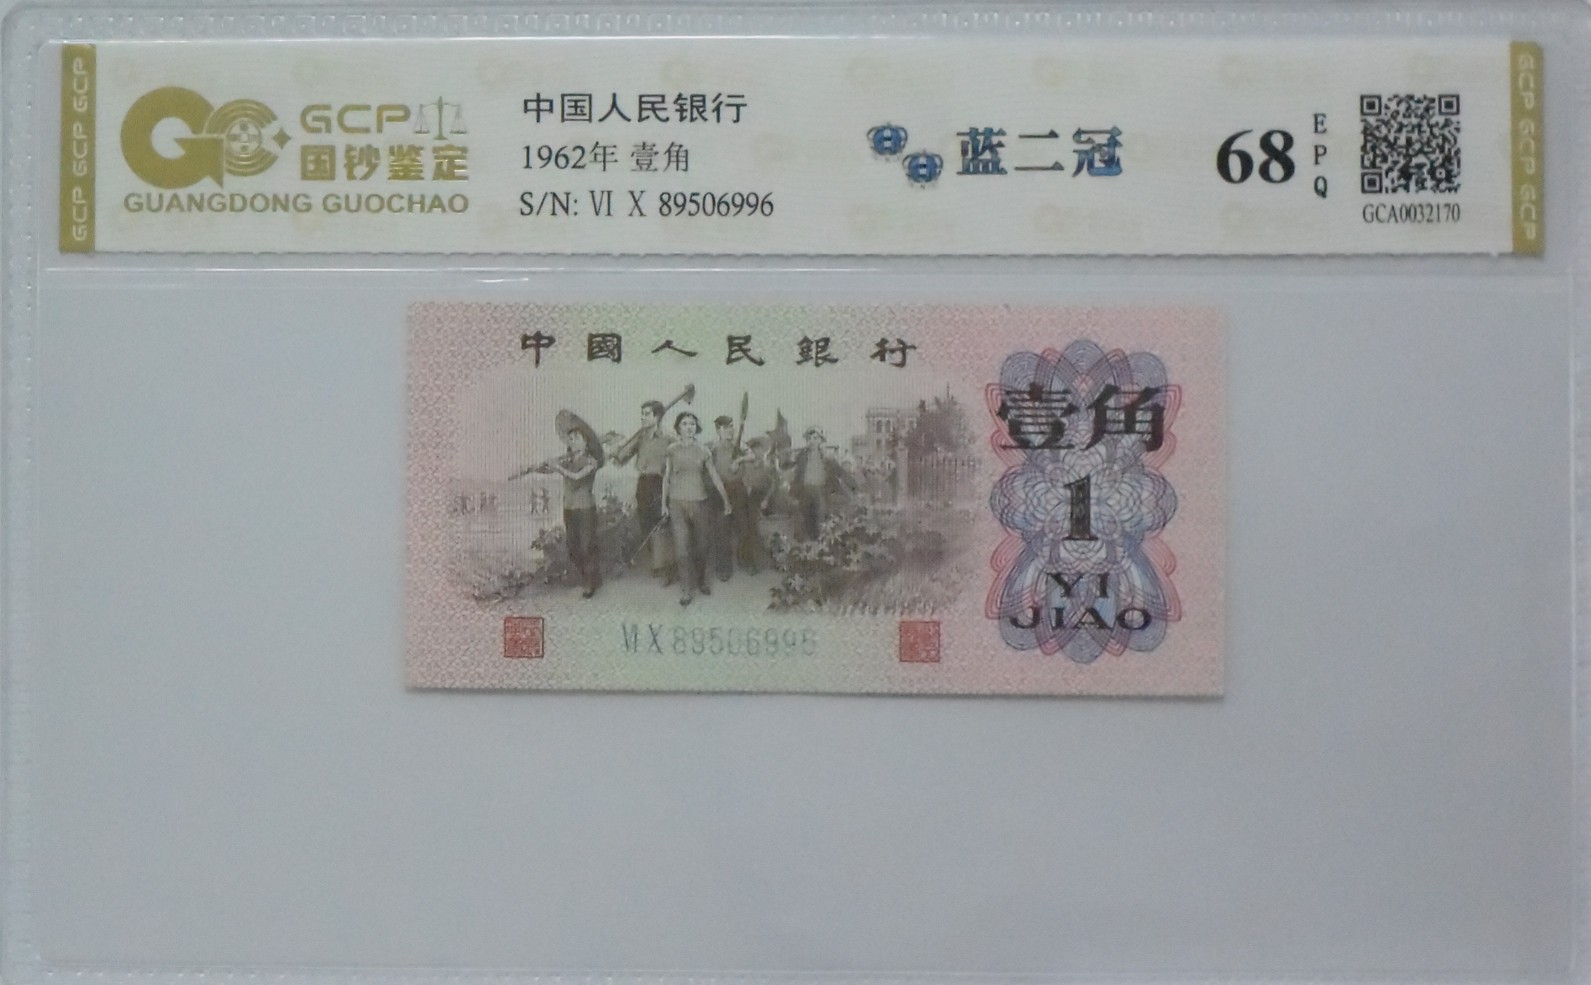 GCP GCP GCP
GCP
国钞鉴定
GUANGDONG GUOCHAO
中国人民银行
1962年 壹角
S/N: Ⅵ Ⅹ 89506996
蓝二冠
68
EPQ
GCA0032170
GCP GCP GCP
中國人民銀行
壹角
1
YI
JIAO
ⅥⅩ89506996